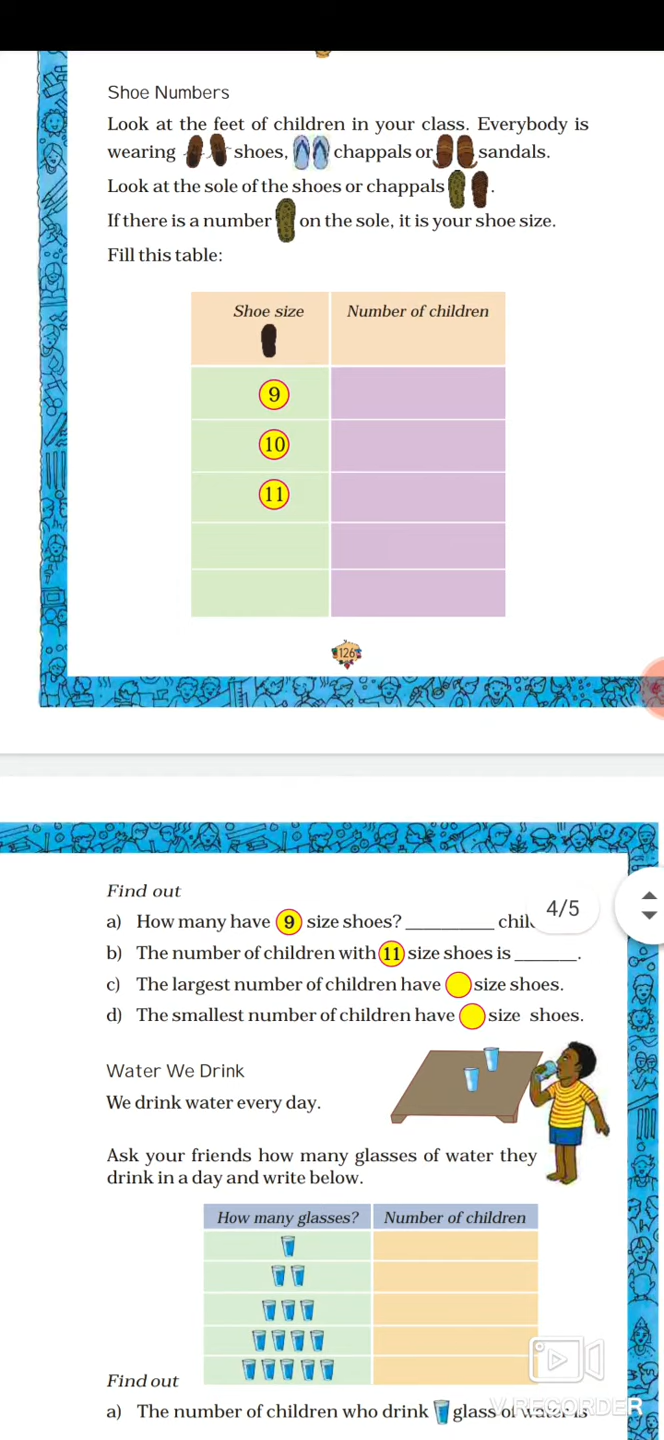 Shoe Numbers
Look at the feet of children in your class. Everybody is
wearing shoes, chappals or sandals.
Look at the sole of the shoes or chappals .
If there is a number on the sole, it is your shoe size.
Fill this table:
Shoe size Number of children
9
10
11
126
Find out
4/5
a) How many have 9 size shoes? ________ chil
b) The number of children with 11 size shoes is ______.
c) The largest number of children have size shoes.
d) The smallest number of children have size shoes.
Water We Drink
We drink water every day.
Ask your friends how many glasses of water they
drink in a day and write below.
How many glasses? Number of children
Find out
a) The number of children who drink glass of water is
V RECORDER